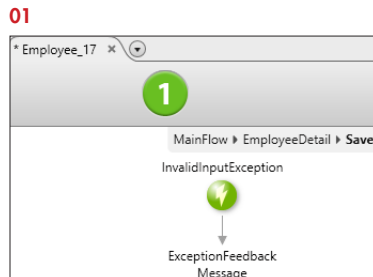 01
* Employee_17 ×
1
MainFlow ▸ EmployeeDetail ▸ Save
InvalidInputException
ExceptionFeedback
Message